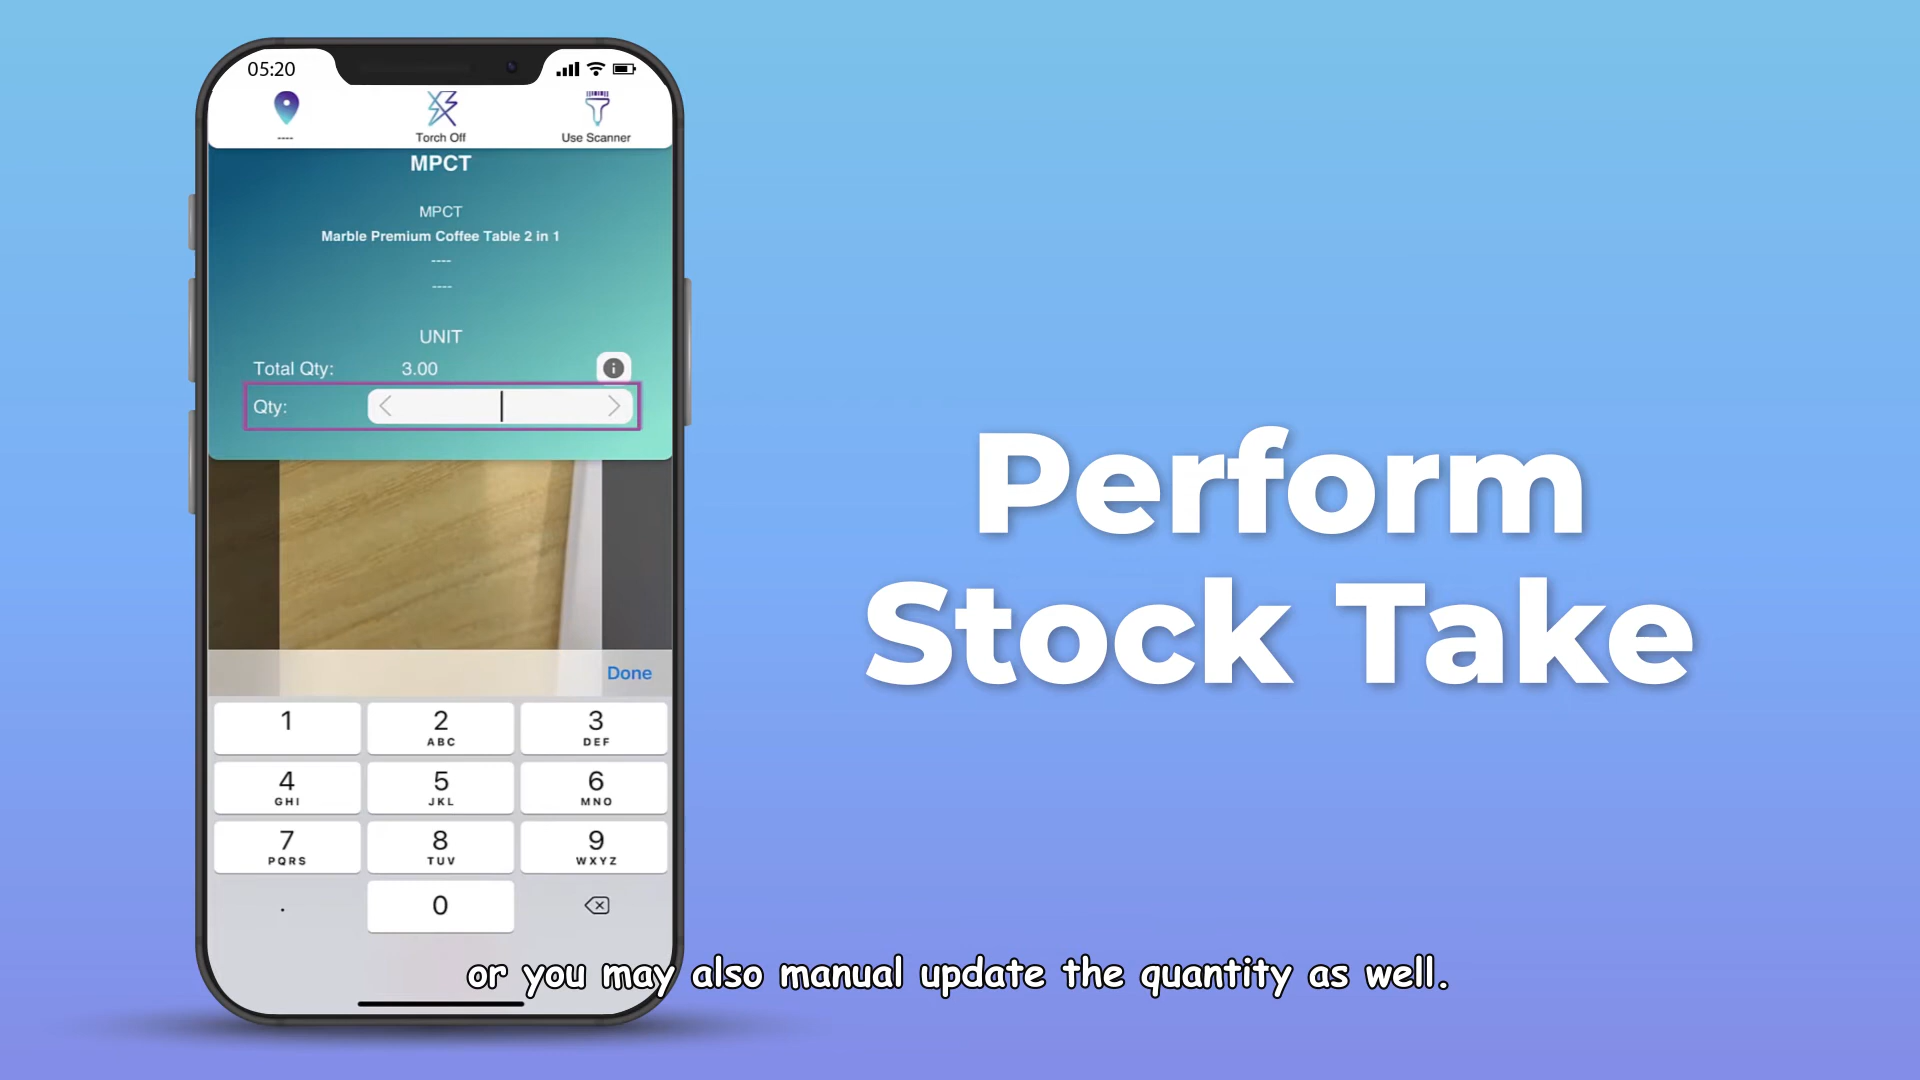 05:20
----
Torch Off
Use Scanner
MPCT
MPCT
Marble Premium Coffee Table 2 in 1
----
----
UNIT
Total Qty: 3.00
Qty:
Perform
Stock Take
Done
1
2 ABC
3 DEF
4 GHI
5 JKL
6 MNO
7 PQRS
8 TUV
9 WXYZ
.
0
or you may also manual update the quantity as well.